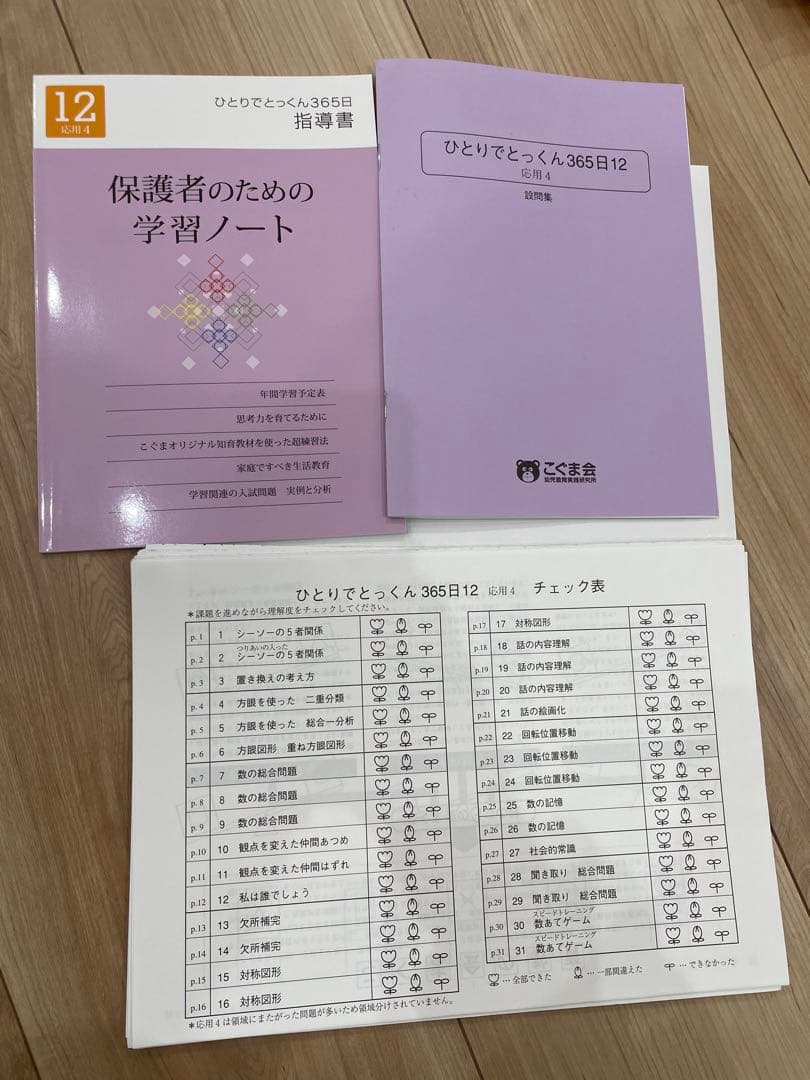 12
応用4
ひとりでとっくん365日
指導書
保護者のための
学習ノート
年間学習予定表
思考力を育てるために
こぐまオリジナル知育教材を使った超練習法
家庭ですべき生活教育
学習関連の入試問題 実例と分析
ひとりでとっくん365日12
応用4
設問集
こぐま会
幼児教育実践研究所
ひとりでとっくん 365日12 応用4 チェック表
*課題を進めながら理解度をチェックしてください。
p. 1 1 シーソーの5者関係
つりあいの入った
p. 2 2 シーソーの5者関係
p. 3 3 置き換えの考え方
p. 4 4 方眼を使った 二重分類
p. 5 5 方眼を使った 総合一分析
p. 6 6 方眼図形 重ね方眼図形
p. 7 7 数の総合問題
p. 8 8 数の総合問題
p. 9 9 数の総合問題
p.10 10 観点を変えた仲間あつめ
p.11 11 観点を変えた仲間はずれ
p.12 12 私は誰でしょう
p.13 13 欠所補完
p.14 14 欠所補完
p.15 15 対称図形
p.16 16 対称図形
p.17 17 対称図形
p.18 18 話の内容理解
p.19 19 話の内容理解
p.20 20 話の内容理解
p.21 21 話の絵画化
p.22 22 回転位置移動
p.23 23 回転位置移動
p.24 24 回転位置移動
p.25 25 数の記憶
p.26 26 数の記憶
p.27 27 社会的常識
p.28 28 聞き取り 総合問題
p.29 29 聞き取り 総合問題
スピードトレーニング
p.30 30 数あてゲーム
スピードトレーニング
p.31 31 数あてゲーム
…全部できた …一部間違えた …できなかった
*応用4は領域にまたがった問題が多いため領域分けされていません。